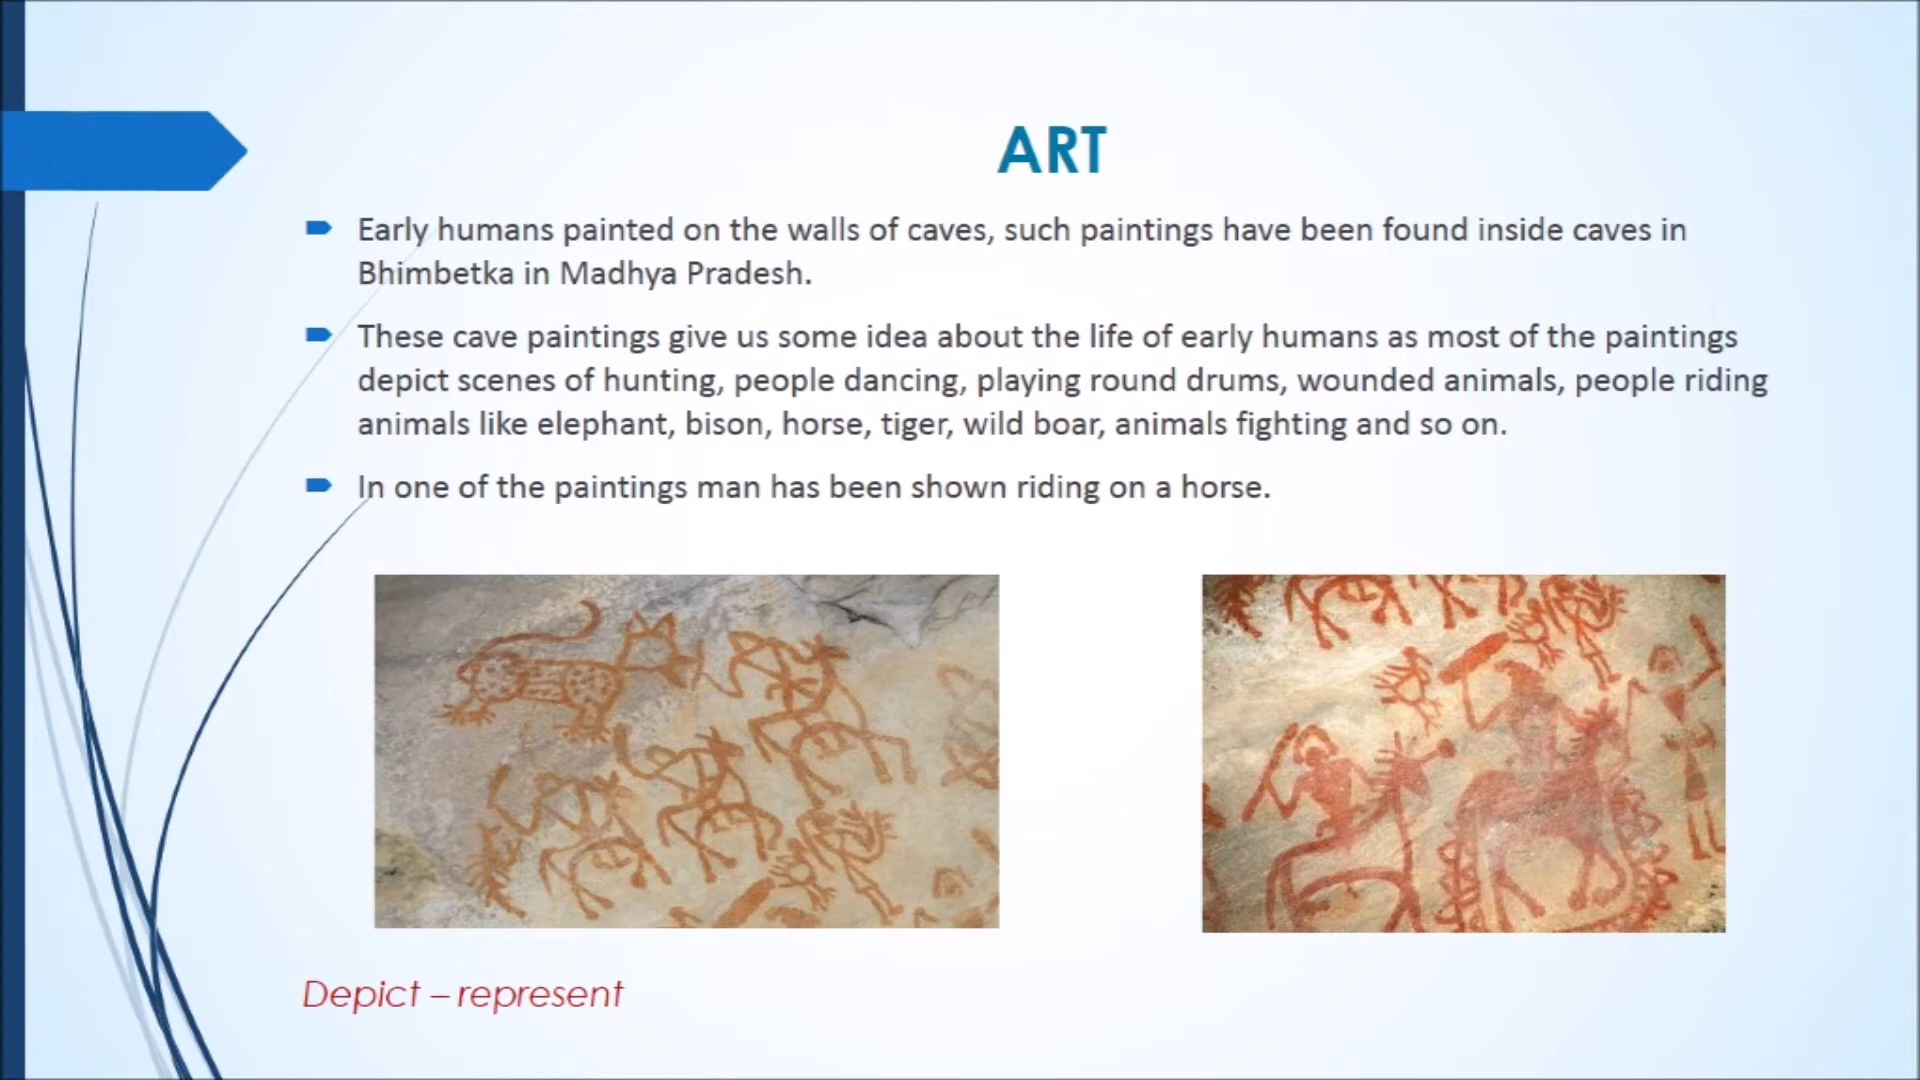 ART
Early humans painted on the walls of caves, such paintings have been found inside caves in
Bhimbetka in Madhya Pradesh.
These cave paintings give us some idea about the life of early humans as most of the paintings
depict scenes of hunting, people dancing, playing round drums, wounded animals, people riding
animals like elephant, bison, horse, tiger, wild boar, animals fighting and so on.
In one of the paintings man has been shown riding on a horse.
Depict – represent